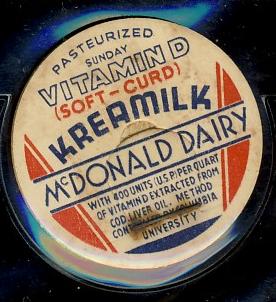 PASTEURIZED
SUNDAY
VITAMIN D
(SOFT-CURD)
KREAMILK
McDONALD DAIRY
WITH 400 UNITS (U.S.P.) PER QUART
OF VITAMIN D EXTRACTED FROM
COD LIVER OIL. METHOD
BY COLUMBIA
UNIVERSITY